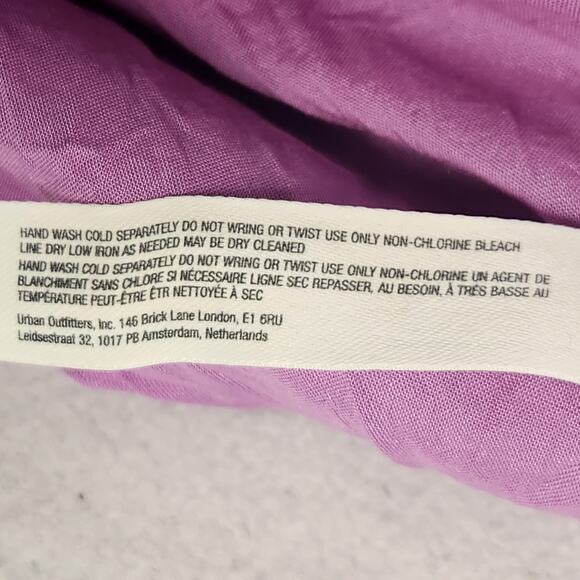 HAND WASH COLD SEPARATELY DO NOT WRING OR TWIST USE ONLY NON-CHLORINE BLEACH
LINE DRY LOW IRON AS NEEDED MAY BE DRY CLEANED
HAND WASH COLD SEPARATELY DO NOT WRING OR TWIST USE ONLY NON-CHLORINE UN AGENT DE
BLANCHIMENT SANS CHLORE SI NÉCESSAIRE LIGNE SEC REPASSER, AU BESOIN, À TRÈS BASSE AU
TEMPÉRATURE PEUT-ÊTRE ÊTR NETTOYÉE À SEC
Urban Outfitters, Inc. 146 Brick Lane London, E1 6RU
Leidsestraat 32, 1017 PB Amsterdam, Netherlands